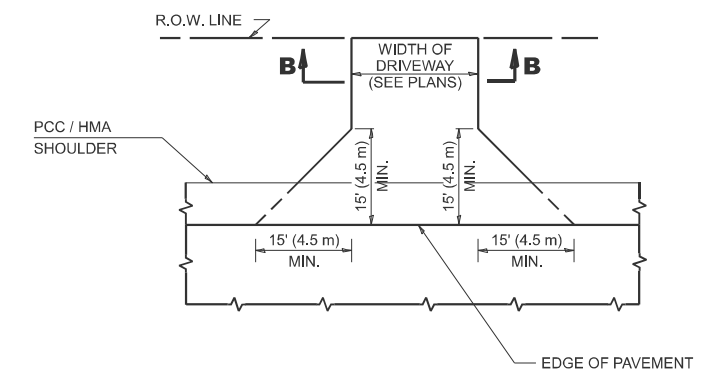 R.O.W. LINE
WIDTH OF
DRIVEWAY
(SEE PLANS)
B
B
PCC / HMA
SHOULDER
15' (4.5 m)
MIN.
15' (4.5 m)
MIN.
15' (4.5 m)
MIN.
15' (4.5 m)
MIN.
EDGE OF PAVEMENT